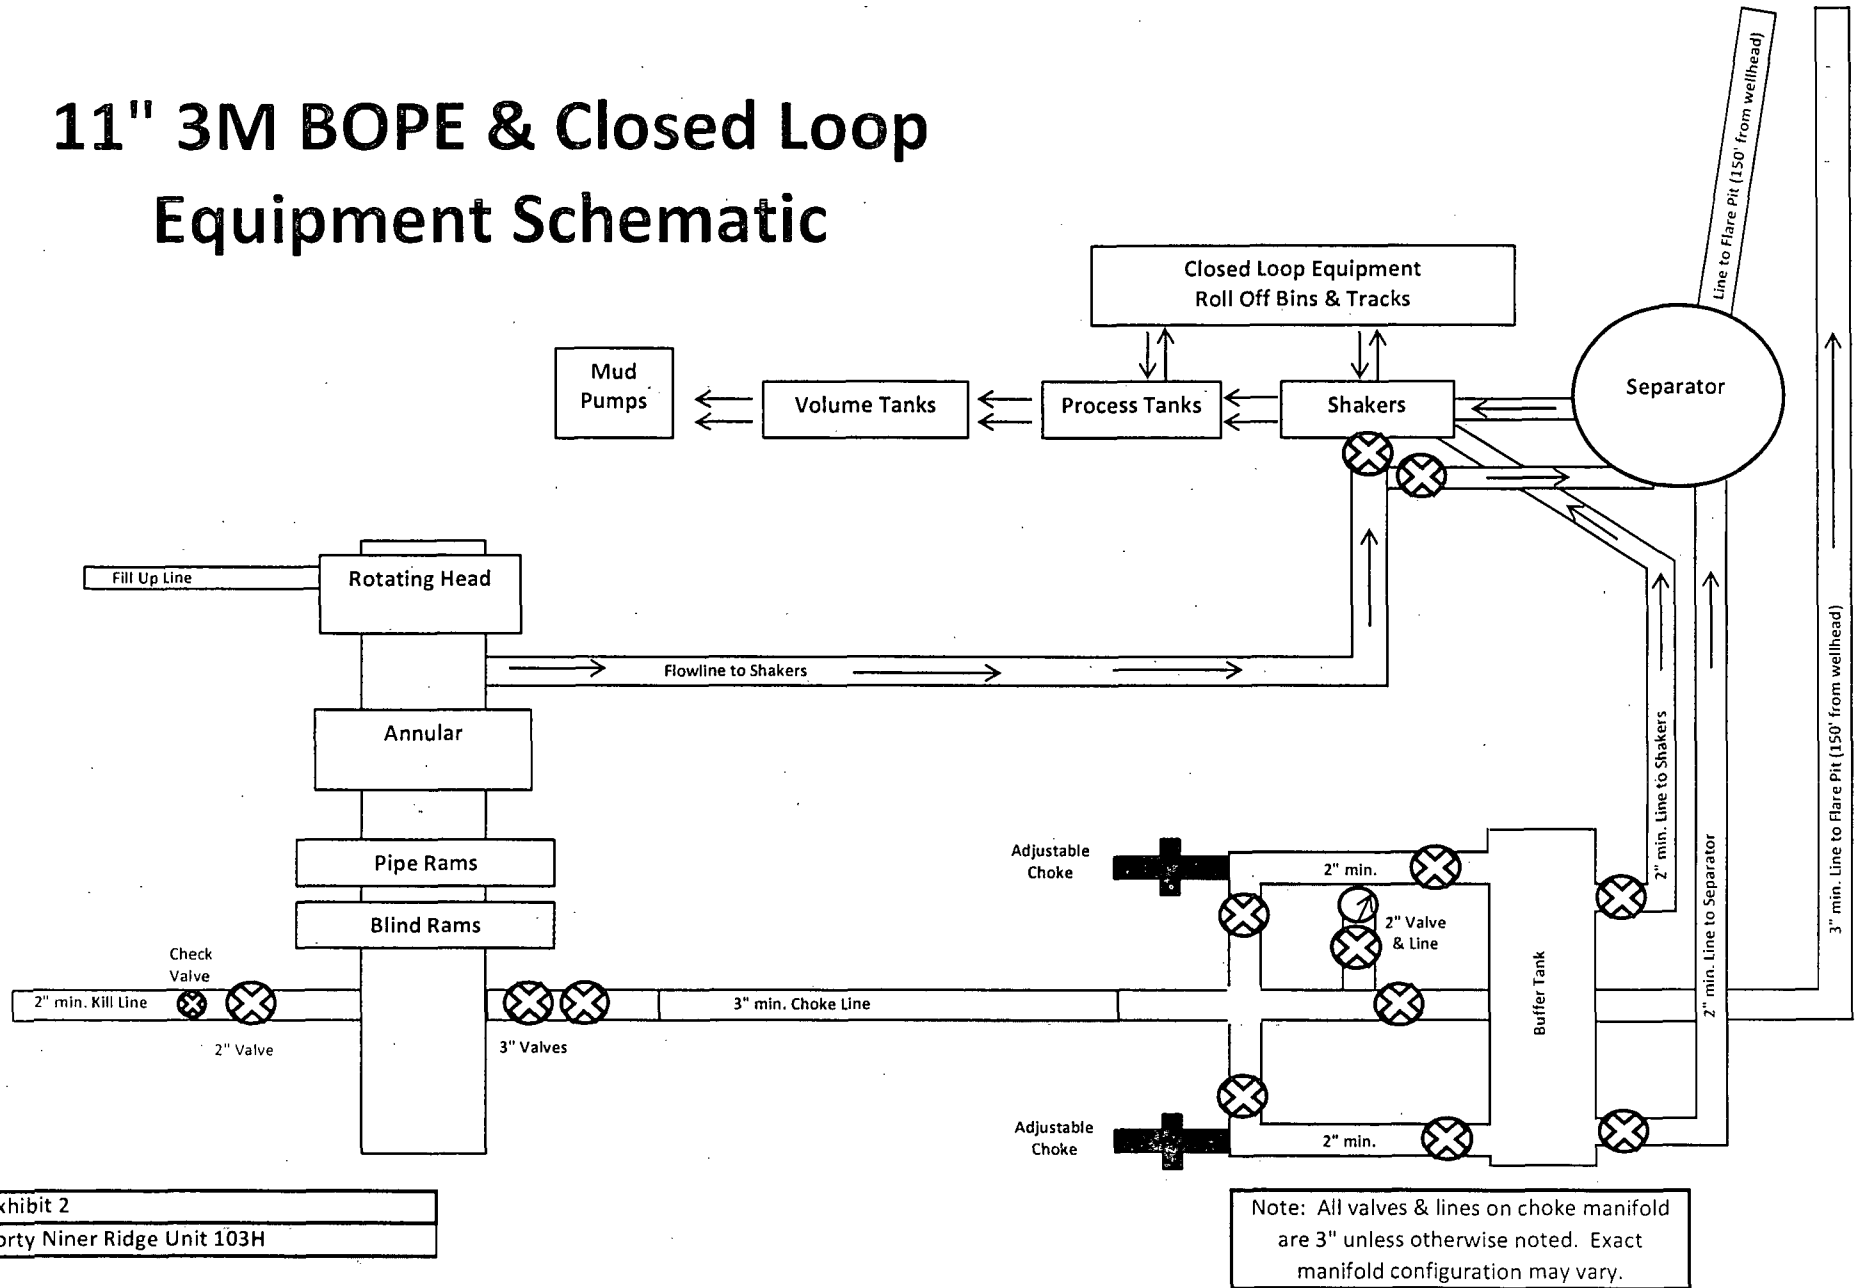 11" 3M BOPE & Closed Loop
Equipment Schematic
Line to Flare Pit (150' from wellhead)
Closed Loop Equipment
Roll Off Bins & Tracks
Mud
Pumps
Volume Tanks
Process Tanks
Shakers
Separator
Fill Up Line
Rotating Head
Flowline to Shakers
Annular
Pipe Rams
Blind Rams
Check
Valve
2" min. Kill Line
2" Valve
3" Valves
3" min. Choke Line
Adjustable
Choke
2" min.
2" Valve
& Line
Adjustable
Choke
2" min.
Buffer Tank
2" min. Line to Shakers
2" min. Line to Separator
3" min. Line to Flare Pit (150' from wellhead)
xhibit 2
orty Niner Ridge Unit 103H
Note: All valves & lines on choke manifold
are 3" unless otherwise noted. Exact
manifold configuration may vary.